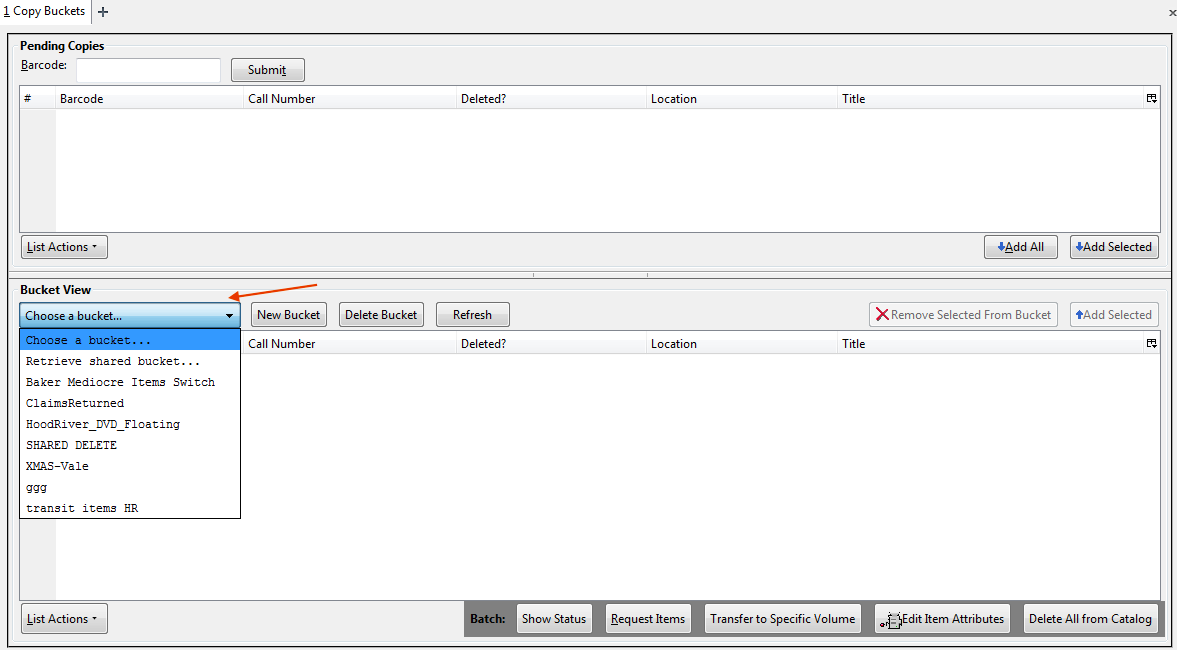 1 Copy Buckets +
Pending Copies
Barcode: Submit
# Barcode Call Number Deleted? Location Title
List Actions Add All Add Selected
Bucket View
Choose a bucket... New Bucket Delete Bucket Refresh Remove Selected From Bucket Add Selected
Choose a bucket... Call Number Deleted? Location Title
Retrieve shared bucket...
Baker Mediocre Items Switch
ClaimsReturned
HoodRiver_DVD_Floating
SHARED DELETE
XMAS-Vale
ggg
transit items HR
List Actions Batch: Show Status Request Items Transfer to Specific Volume Edit Item Attributes Delete All from Catalog